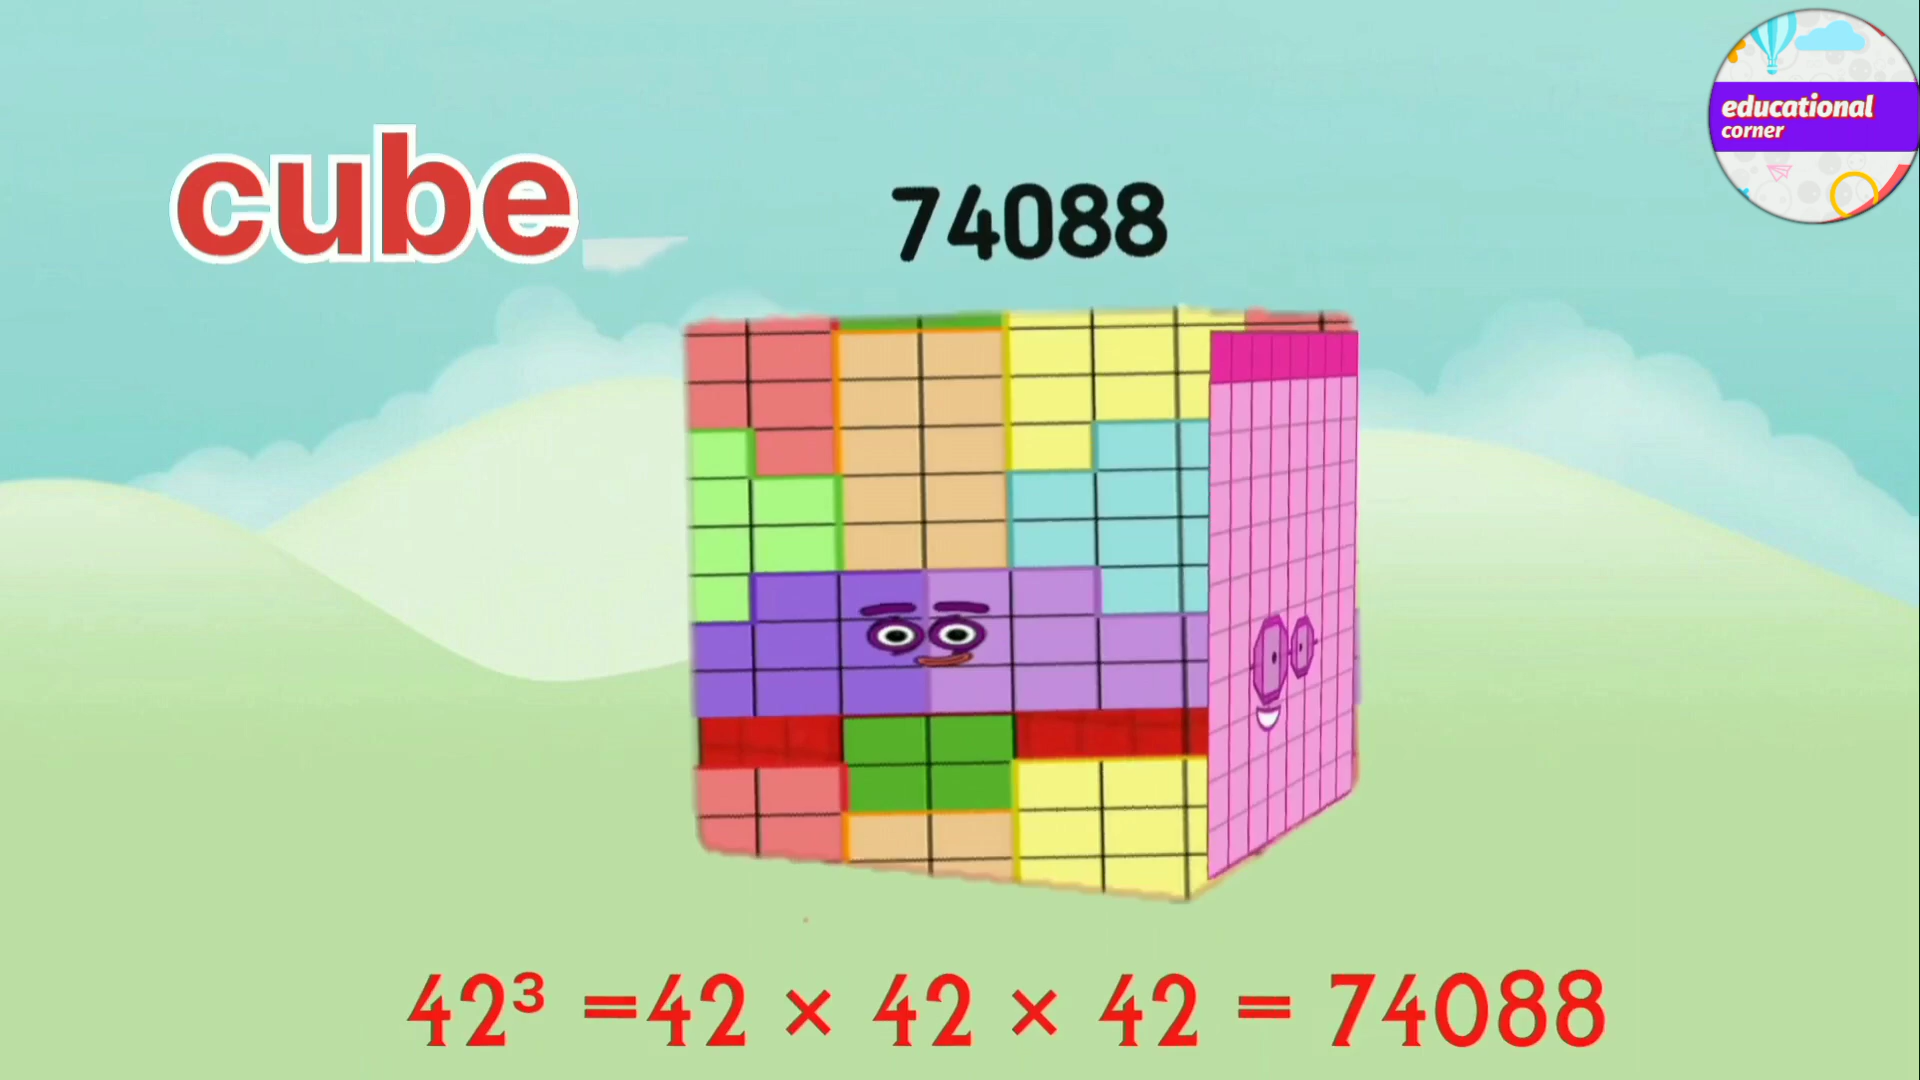 cube
74088
educational
corner
42³ =42 × 42 × 42 = 74088